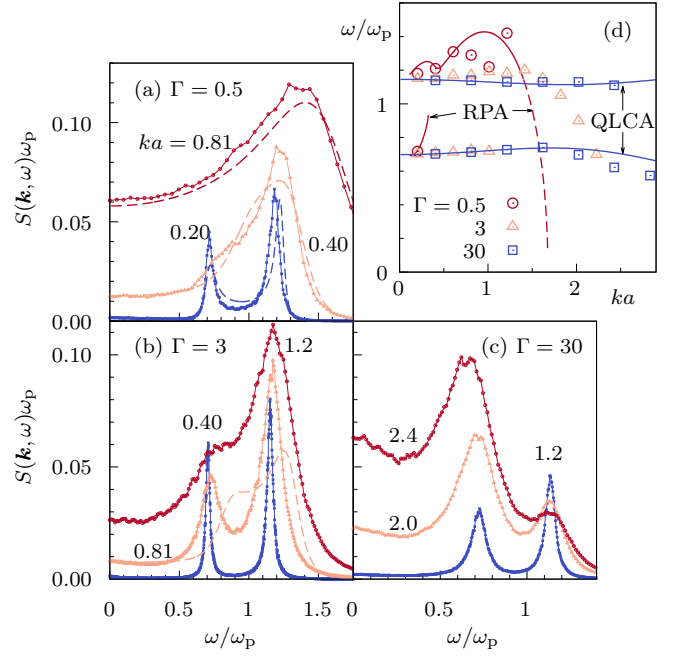 (a) Γ = 0.5
S(k, ω)ωp
0.10
0.05
0.00
ka = 0.81
0.20
0.40
ω/ωp
(d)
2
1
0
RPA
QLCA
Γ = 0.5
3
30
0 1 2
ka
(b) Γ = 3
S(k, ω)ωp
0.10
0.05
0.00
1.2
0.40
0.81
0 0.5 1 1.5
ω/ωp
(c) Γ = 30
2.4
2.0
1.2
0 0.5 1
ω/ωp